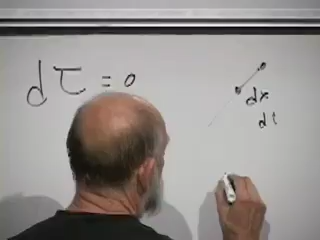 dτ = 0
dx
dt